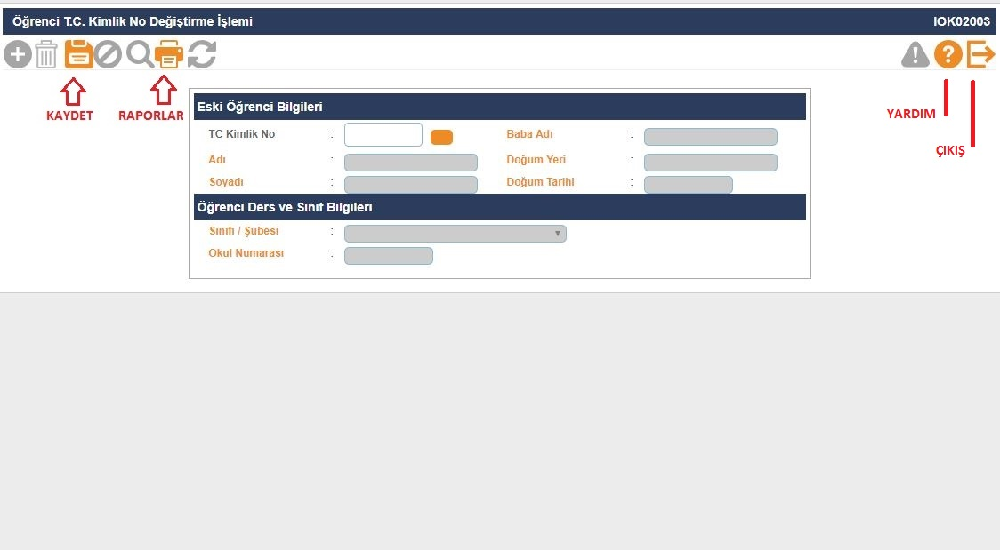 Öğrenci T.C. Kimlik No Değiştirme İşlemi IOK02003
KAYDET RAPORLAR YARDIM
ÇIKIŞ
Eski Öğrenci Bilgileri
TC Kimlik No : Baba Adı :
Adı : Doğum Yeri :
Soyadı : Doğum Tarihi :
Öğrenci Ders ve Sınıf Bilgileri
Sınıfı / Şubesi :
Okul Numarası :